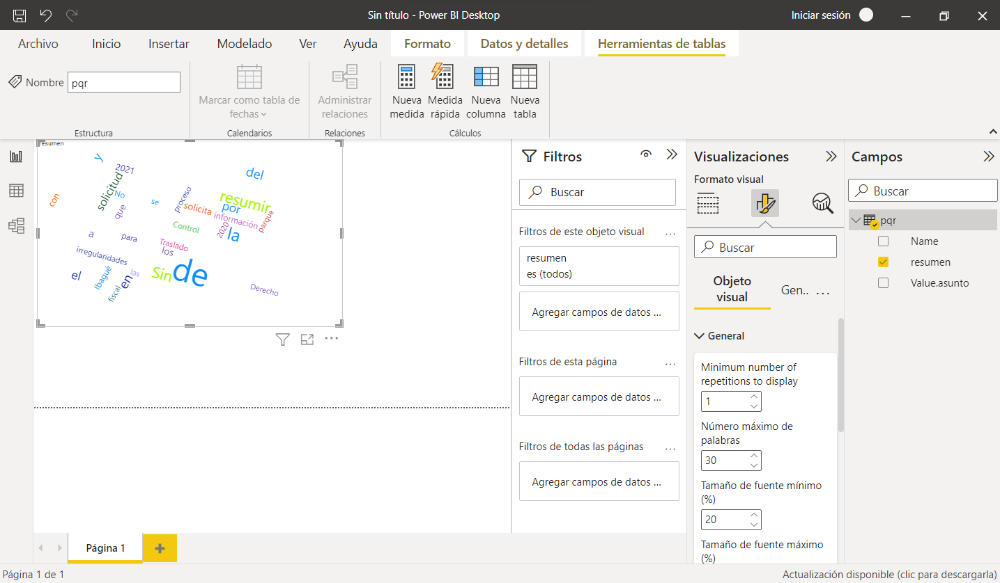 Sin título - Power BI Desktop
Iniciar sesión
Archivo
Inicio
Insertar
Modelado
Ver
Ayuda
Formato
Datos y detalles
Herramientas de tablas
Nombre
pqr
Estructura
Marcar como tabla de
fechas
Calendarios
Administrar
relaciones
Relaciones
Nueva
medida
Medida
rápida
Nueva
columna
Nueva
tabla
Cálculos
resumen
y
2021
solicitud
No
con
que
se
proceso
del
resumir
solicita
por
información
parque
2020
Control
la
a
para
Traslado
los
irregularidades
el
Ibagué
las
en
fiscal
Sin
de
Derecho
Filtros
Buscar
Filtros de este objeto visual
...
resumen
es (todos)
Agregar campos de datos ...
Filtros de esta página
...
Agregar campos de datos ...
Filtros de todas las páginas
...
Agregar campos de datos ...
Visualizaciones
Formato visual
Buscar
Objeto
visual
Gen..
...
General
Minimum number of
repetitions to display
1
Número máximo de
palabras
30
Tamaño de fuente mínimo
(%)
20
Tamaño de fuente máximo
(%)
Campos
Buscar
pqr
Name
resumen
Value.asunto
Página 1
Página 1 de 1
Actualización disponible (clic para descargarla)